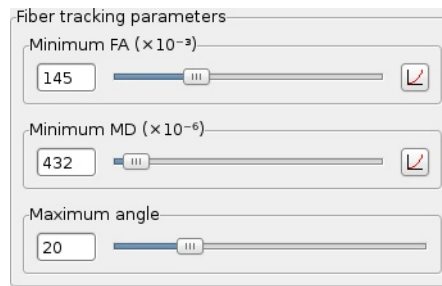 Fiber tracking parameters
Minimum FA (×10⁻³)
145
Minimum MD (×10⁻⁶)
432
Maximum angle
20